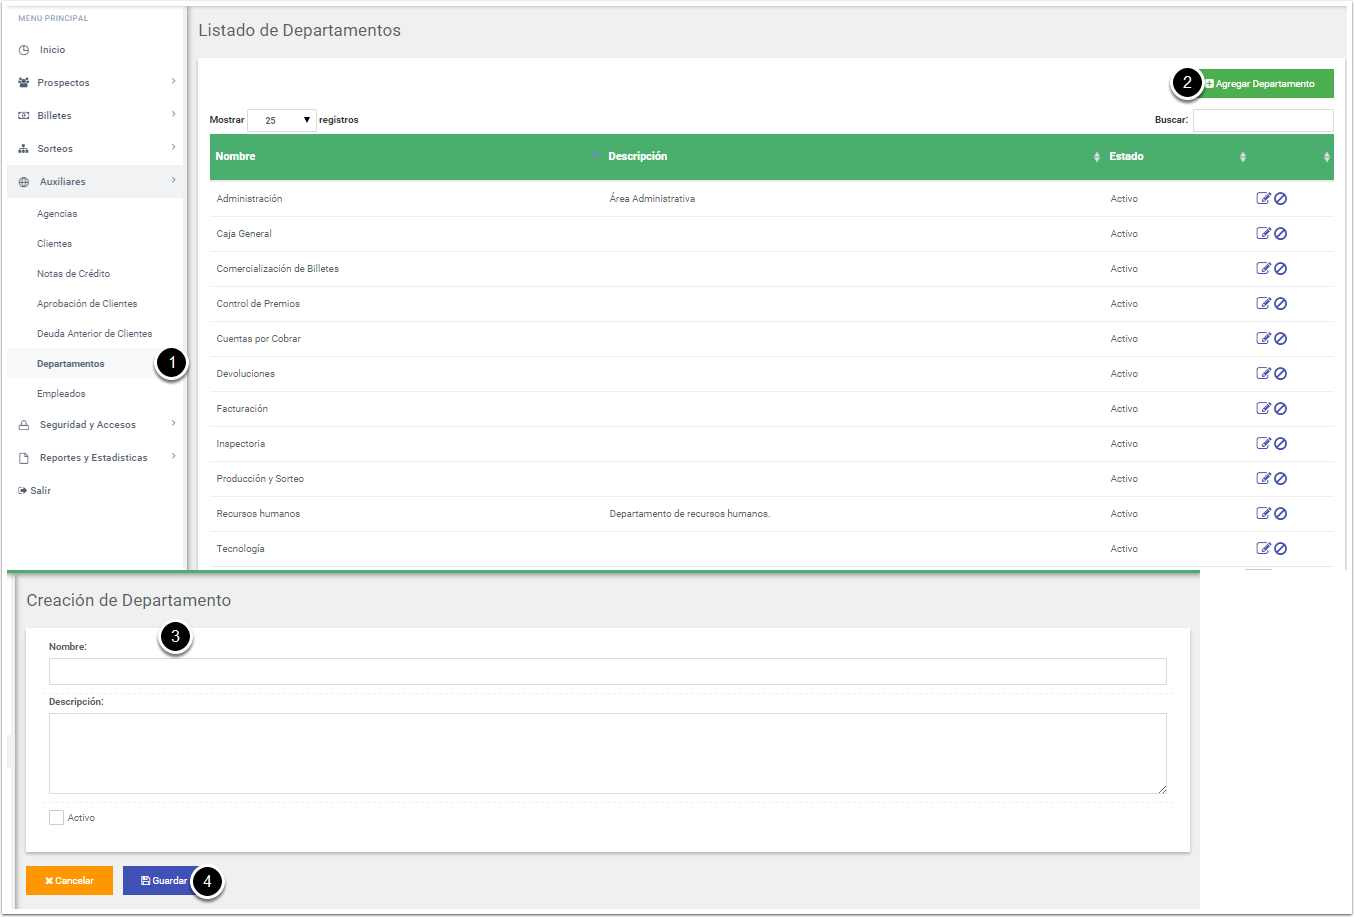 MENU PRINCIPAL
Inicio
Prospectos
Billetes
Sorteos
Auxiliares
Agencias
Clientes
Notas de Crédito
Aprobación de Clientes
Deuda Anterior de Clientes
Departamentos 1
Empleados
Seguridad y Accesos
Reportes y Estadisticas
Salir
Listado de Departamentos
2 Agregar Departamento
Mostrar 25 registros Buscar:
Nombre Descripción Estado
Administración Área Administrativa Activo
Caja General Activo
Comercialización de Billetes Activo
Control de Premios Activo
Cuentas por Cobrar Activo
Devoluciones Activo
Facturación Activo
Inspectoria Activo
Producción y Sorteo Activo
Recursos humanos Departamento de recursos humanos. Activo
Tecnología Activo
Creación de Departamento
3
Nombre:
Descripción:
Activo
Cancelar Guardar 4